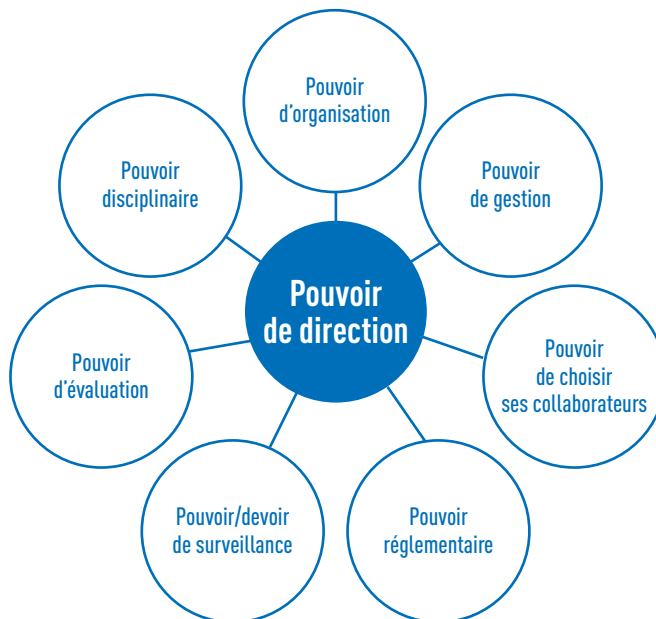 Pouvoir
d'organisation
Pouvoir
disciplinaire
Pouvoir
de gestion
Pouvoir
de direction
Pouvoir
d'évaluation
Pouvoir
de choisir
ses collaborateurs
Pouvoir/devoir
de surveillance
Pouvoir
réglementaire